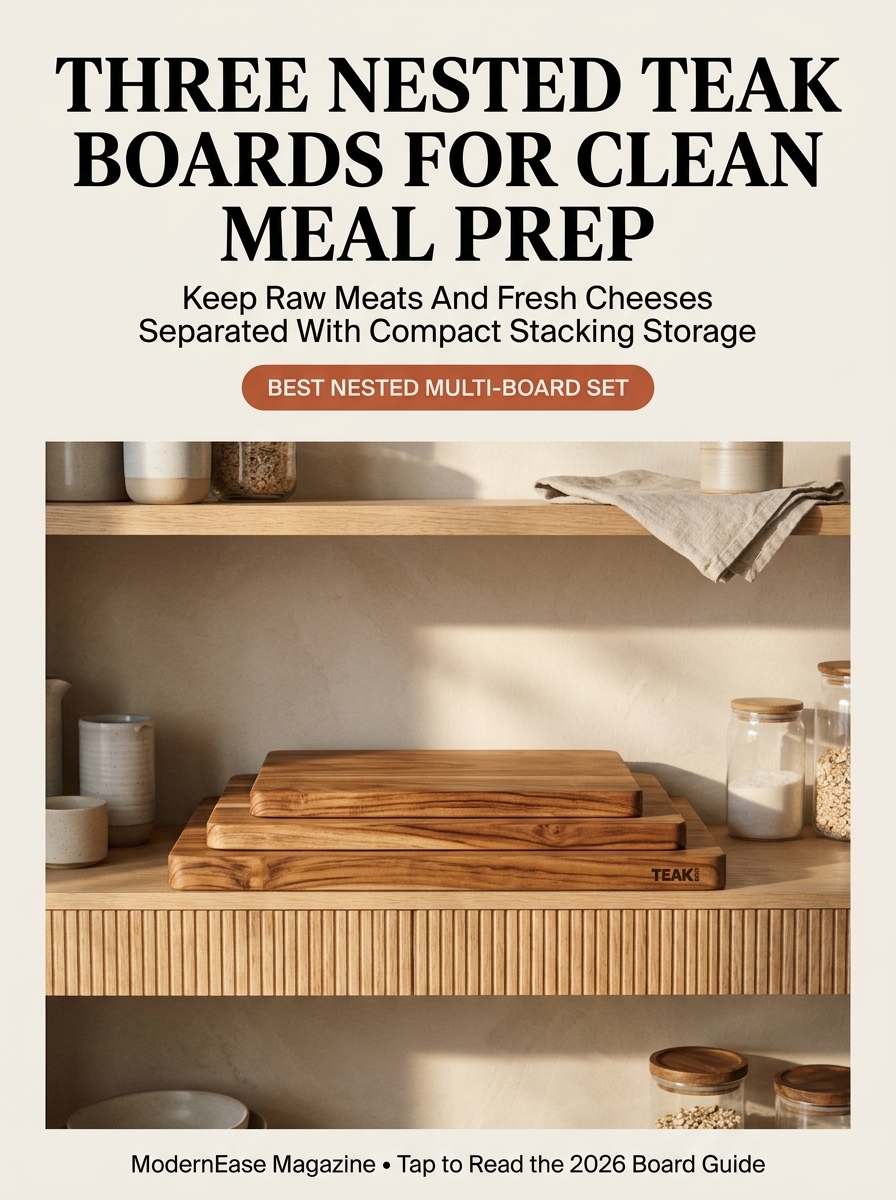 THREE NESTED TEAK
BOARDS FOR CLEAN
MEAL PREP
Keep Raw Meats And Fresh Cheeses
Separated With Compact Stacking Storage
BEST NESTED MULTI-BOARD SET
TEAK
ModernEase Magazine • Tap to Read the 2026 Board Guide